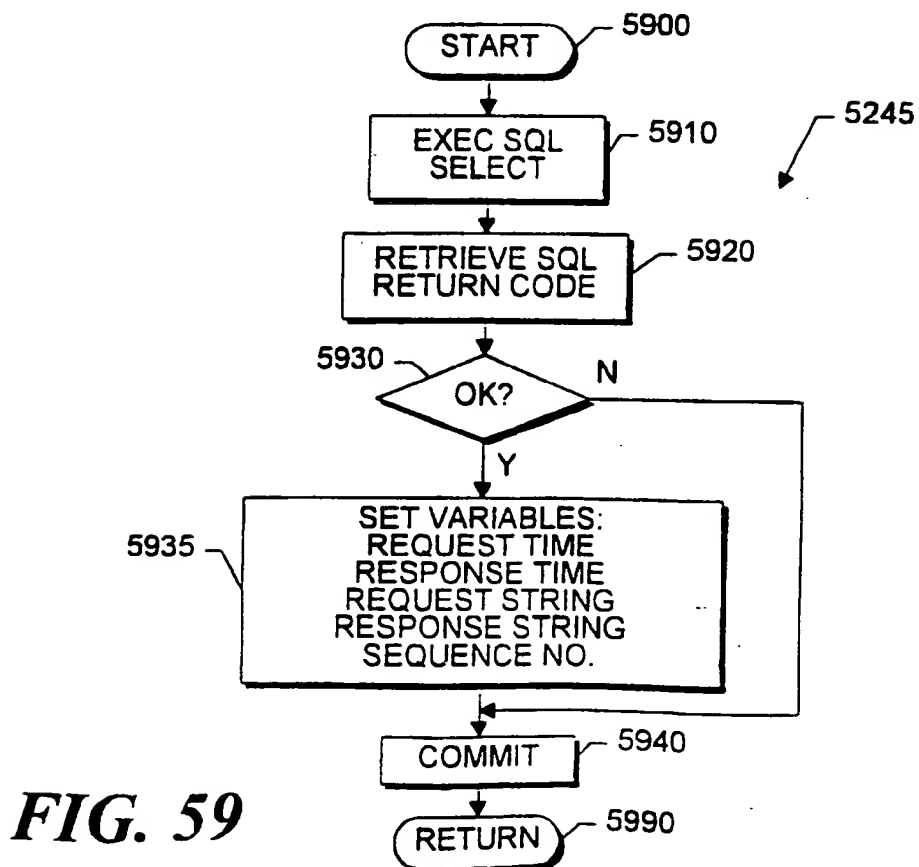 START
5900
5245
EXEC SQL
SELECT
5910
RETRIEVE SQL
RETURN CODE
5920
5930
OK?
N
Y
5935
SET VARIABLES:
REQUEST TIME
RESPONSE TIME
REQUEST STRING
RESPONSE STRING
SEQUENCE NO.
COMMIT
5940
RETURN
5990
FIG. 59